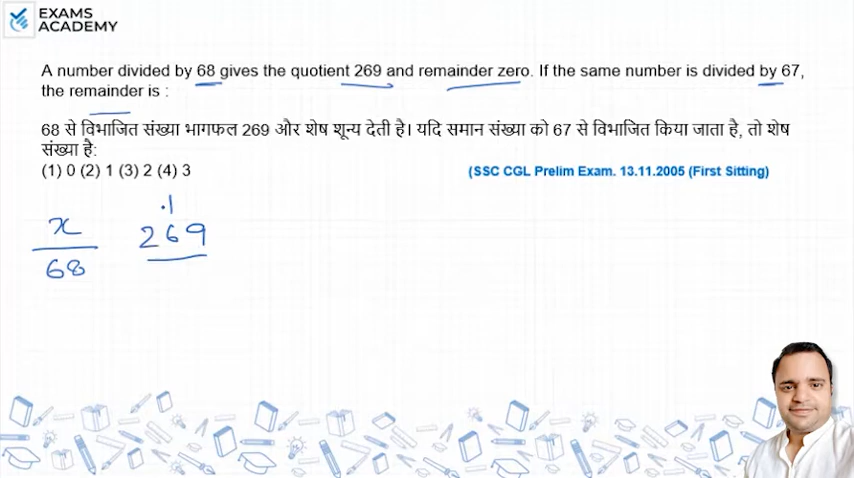 EXAMS
ACADEMY
A number divided by 68 gives the quotient 269 and remainder zero. If the same number is divided by 67,
the remainder is :
68 से विभाजित संख्या भागफल 269 और शेष शून्य देती है। यदि समान संख्या को 67 से विभाजित किया जाता है, तो शेष
संख्या है:
(1) 0 (2) 1 (3) 2 (4) 3
(SSC CGL Prelim Exam. 13.11.2005 (First Sitting)
x
68
269